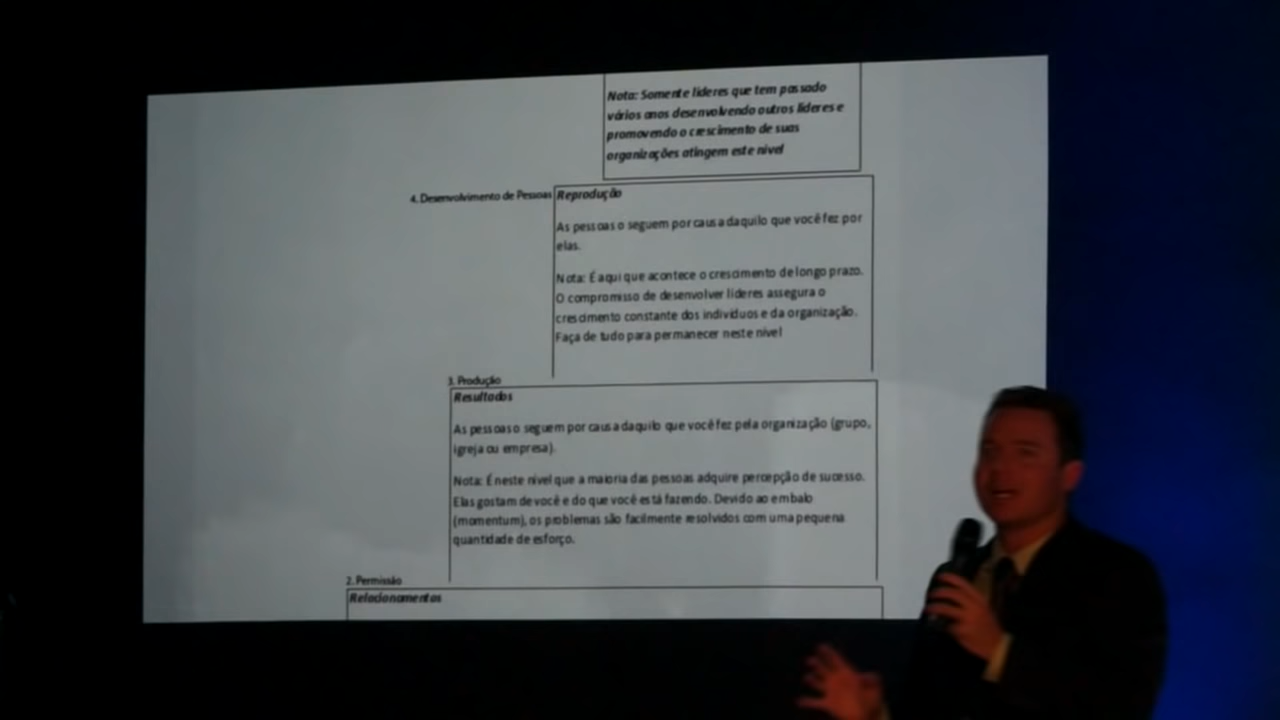 Nota: Somente líderes que tem passado
vários anos desenvolvendo outros líderes e
promovendo o crescimento de suas
organizações atingem este nível
4. Desenvolvimento de Pessoas
Reprodução
As pessoas o seguem por causa daquilo que você fez por
elas.
Nota: É aqui que acontece o crescimento de longo prazo.
O compromisso de desenvolver líderes assegura o
crescimento constante dos indivíduos e da organização.
Faça de tudo para permanecer neste nível
3. Produção
Resultados
As pessoas o seguem por causa daquilo que você fez pela organização (grupo,
igreja ou empresa).
Nota: É neste nível que a maioria das pessoas adquire percepção de sucesso.
Elas gostam de você e do que você está fazendo. Devido ao embalo
(momentum), os problemas são facilmente resolvidos com uma pequena
quantidade de esforço.
2. Permissão
Relacionamentos